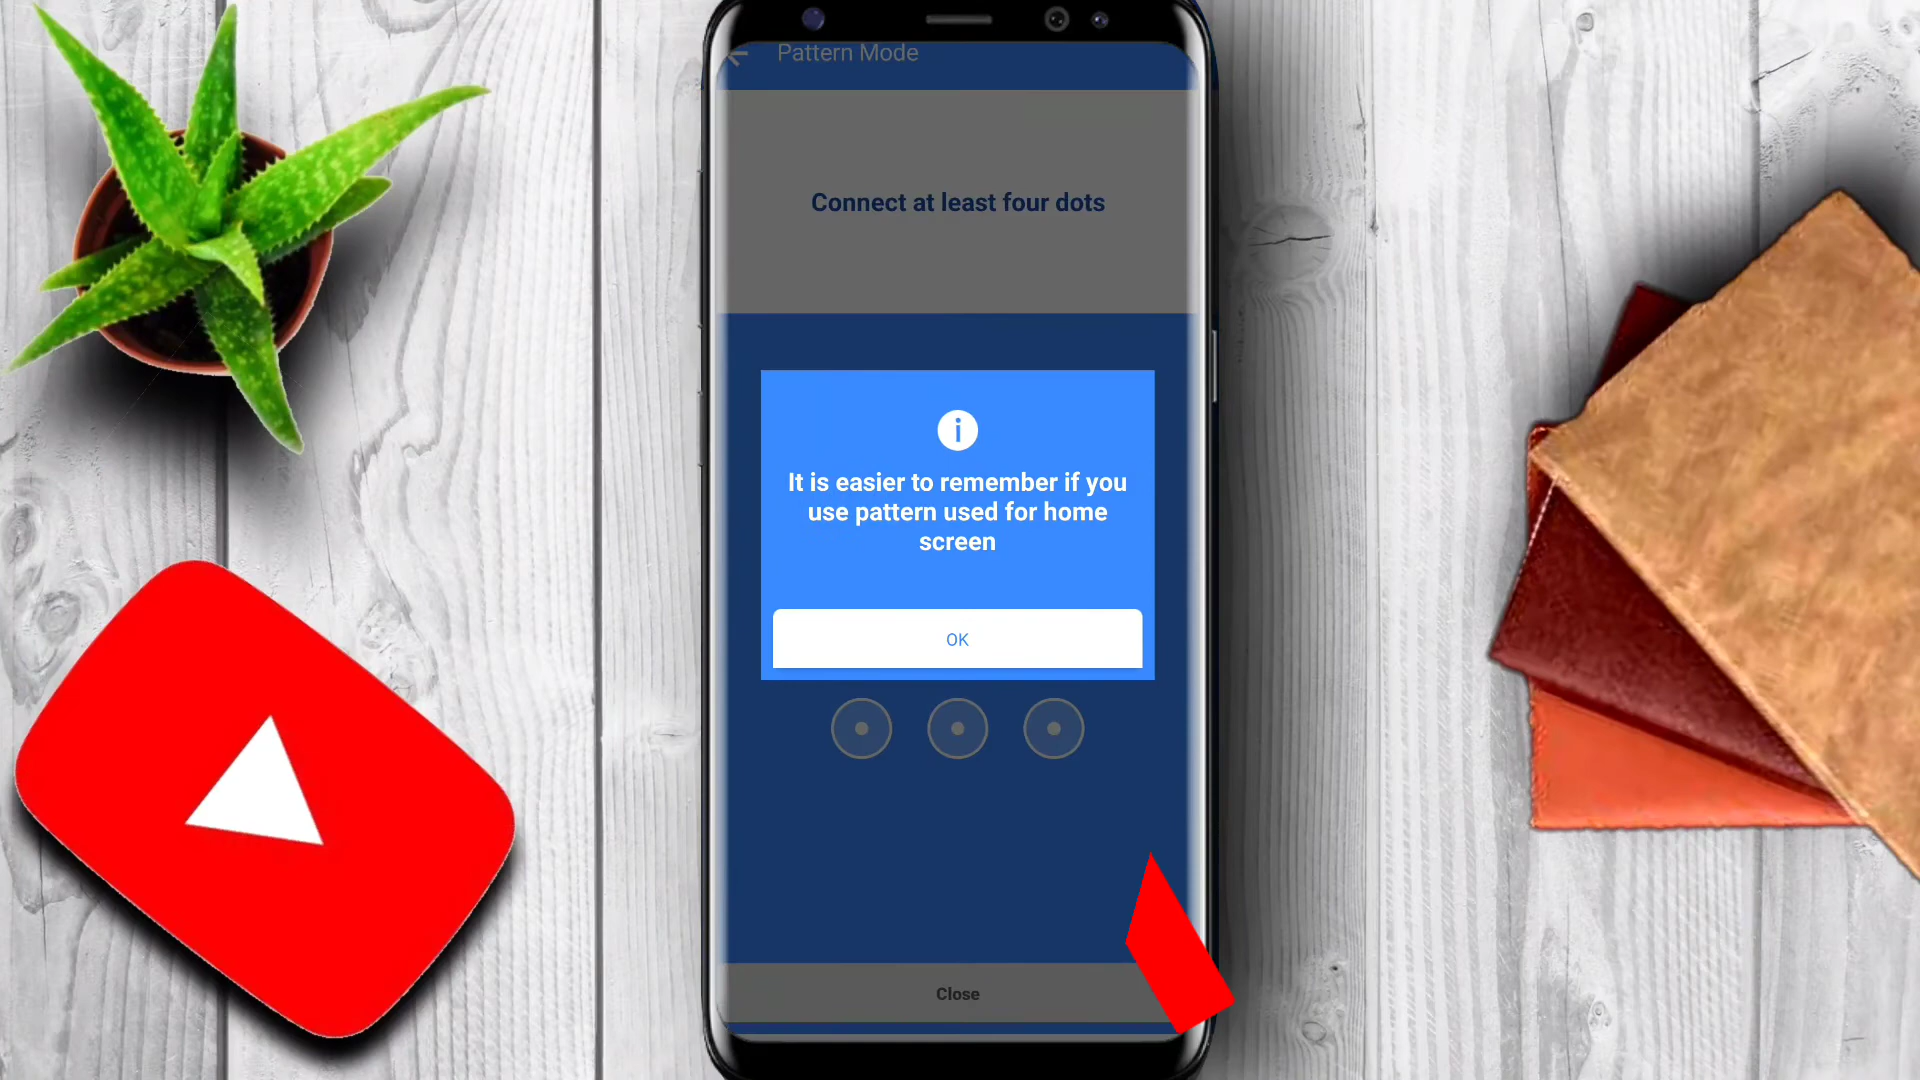 Pattern Mode
Connect at least four dots
It is easier to remember if you
use pattern used for home
screen
OK
Close